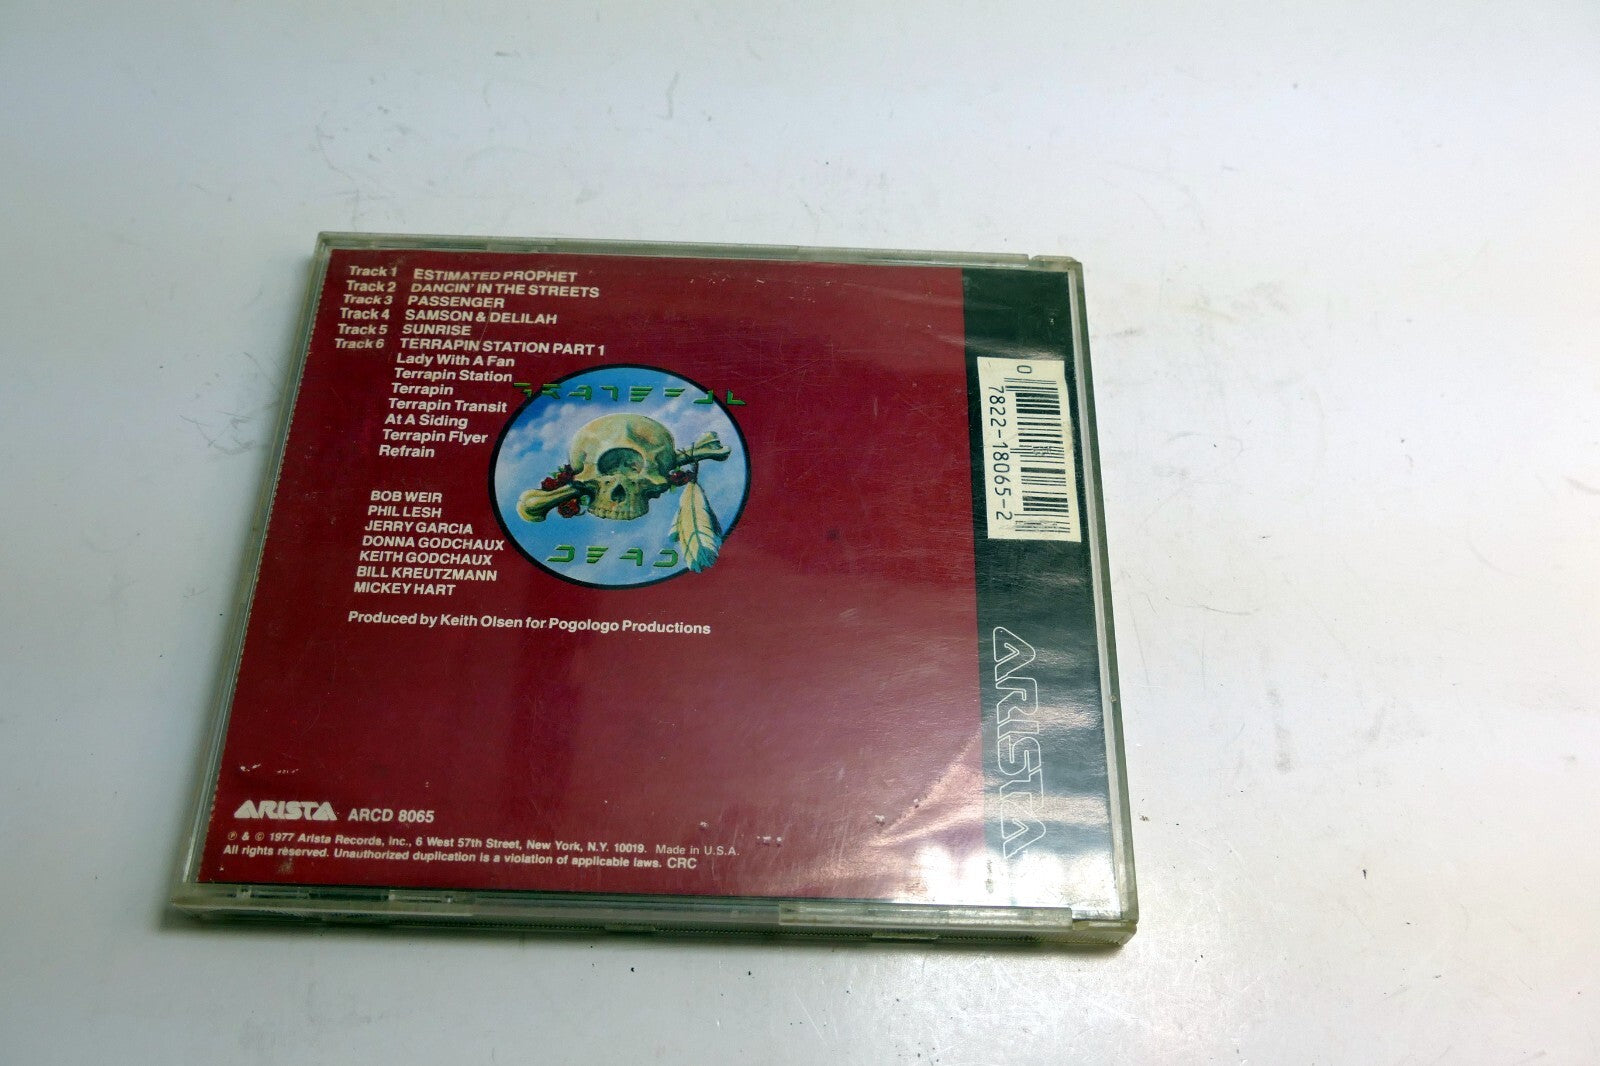 Track 1 ESTIMATED PROPHET
Track 2 DANCIN' IN THE STREETS
Track 3 PASSENGER
Track 4 SAMSON & DELILAH
Track 5 SUNRISE
Track 6 TERRAPIN STATION PART 1
Lady With A Fan
Terrapin Station
Terrapin
Terrapin Transit
At A Siding
Terrapin Flyer
Refrain
GRATEFUL
DEAD
BOB WEIR
PHIL LESH
JERRY GARCIA
DONNA GODCHAUX
KEITH GODCHAUX
BILL KREUTZMANN
MICKEY HART
Produced by Keith Olsen for Pogologo Productions
ARISTA ARCD 8065
℗ & © 1977 Arista Records, Inc., 6 West 57th Street, New York, N.Y. 10019. Made in U.S.A.
All rights reserved. Unauthorized duplication is a violation of applicable laws. CRC
0 7822-18065-2
ARISTA